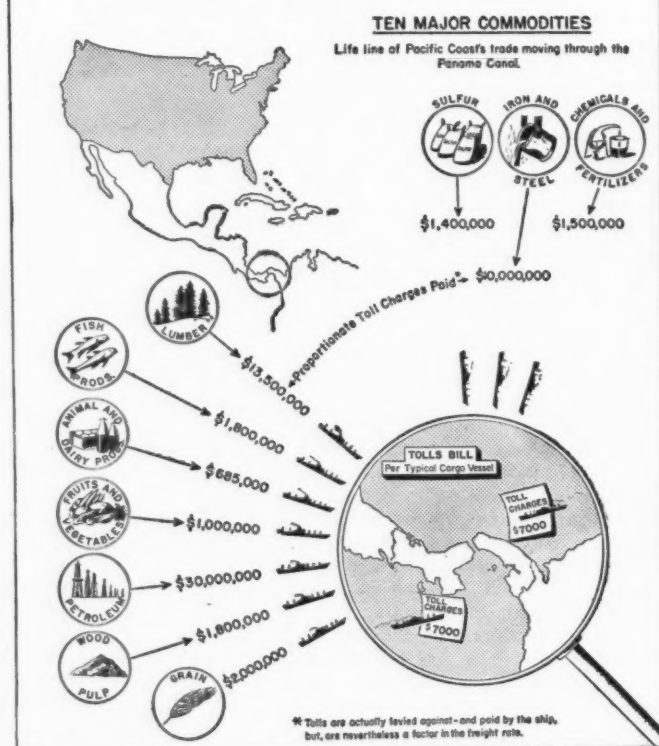 TEN MAJOR COMMODITIES
Life line of Pacific Coast's trade moving through the
Panama Canal.
SULFUR
IRON AND
STEEL
CHEMICALS AND
FERTILIZERS
$1,400,000
$1,500,000
$10,000,000
Proportionate Toll Charges Paid*
LUMBER
$13,500,000
FISH
PRODS.
$1,800,000
ANIMAL AND
DAIRY PROD.
$685,000
FRUITS AND
VEGETABLES
$1,000,000
PETROLEUM
$30,000,000
WOOD
PULP
$1,800,000
GRAIN
$2,000,000
TOLLS BILL
Per Typical Cargo Vessel
TOLL
CHARGES
$7000
TOLL
CHARGES
$7000
* Tolls are actually levied against-and paid by the ship,
but, are nevertheless a factor in the freight rate.